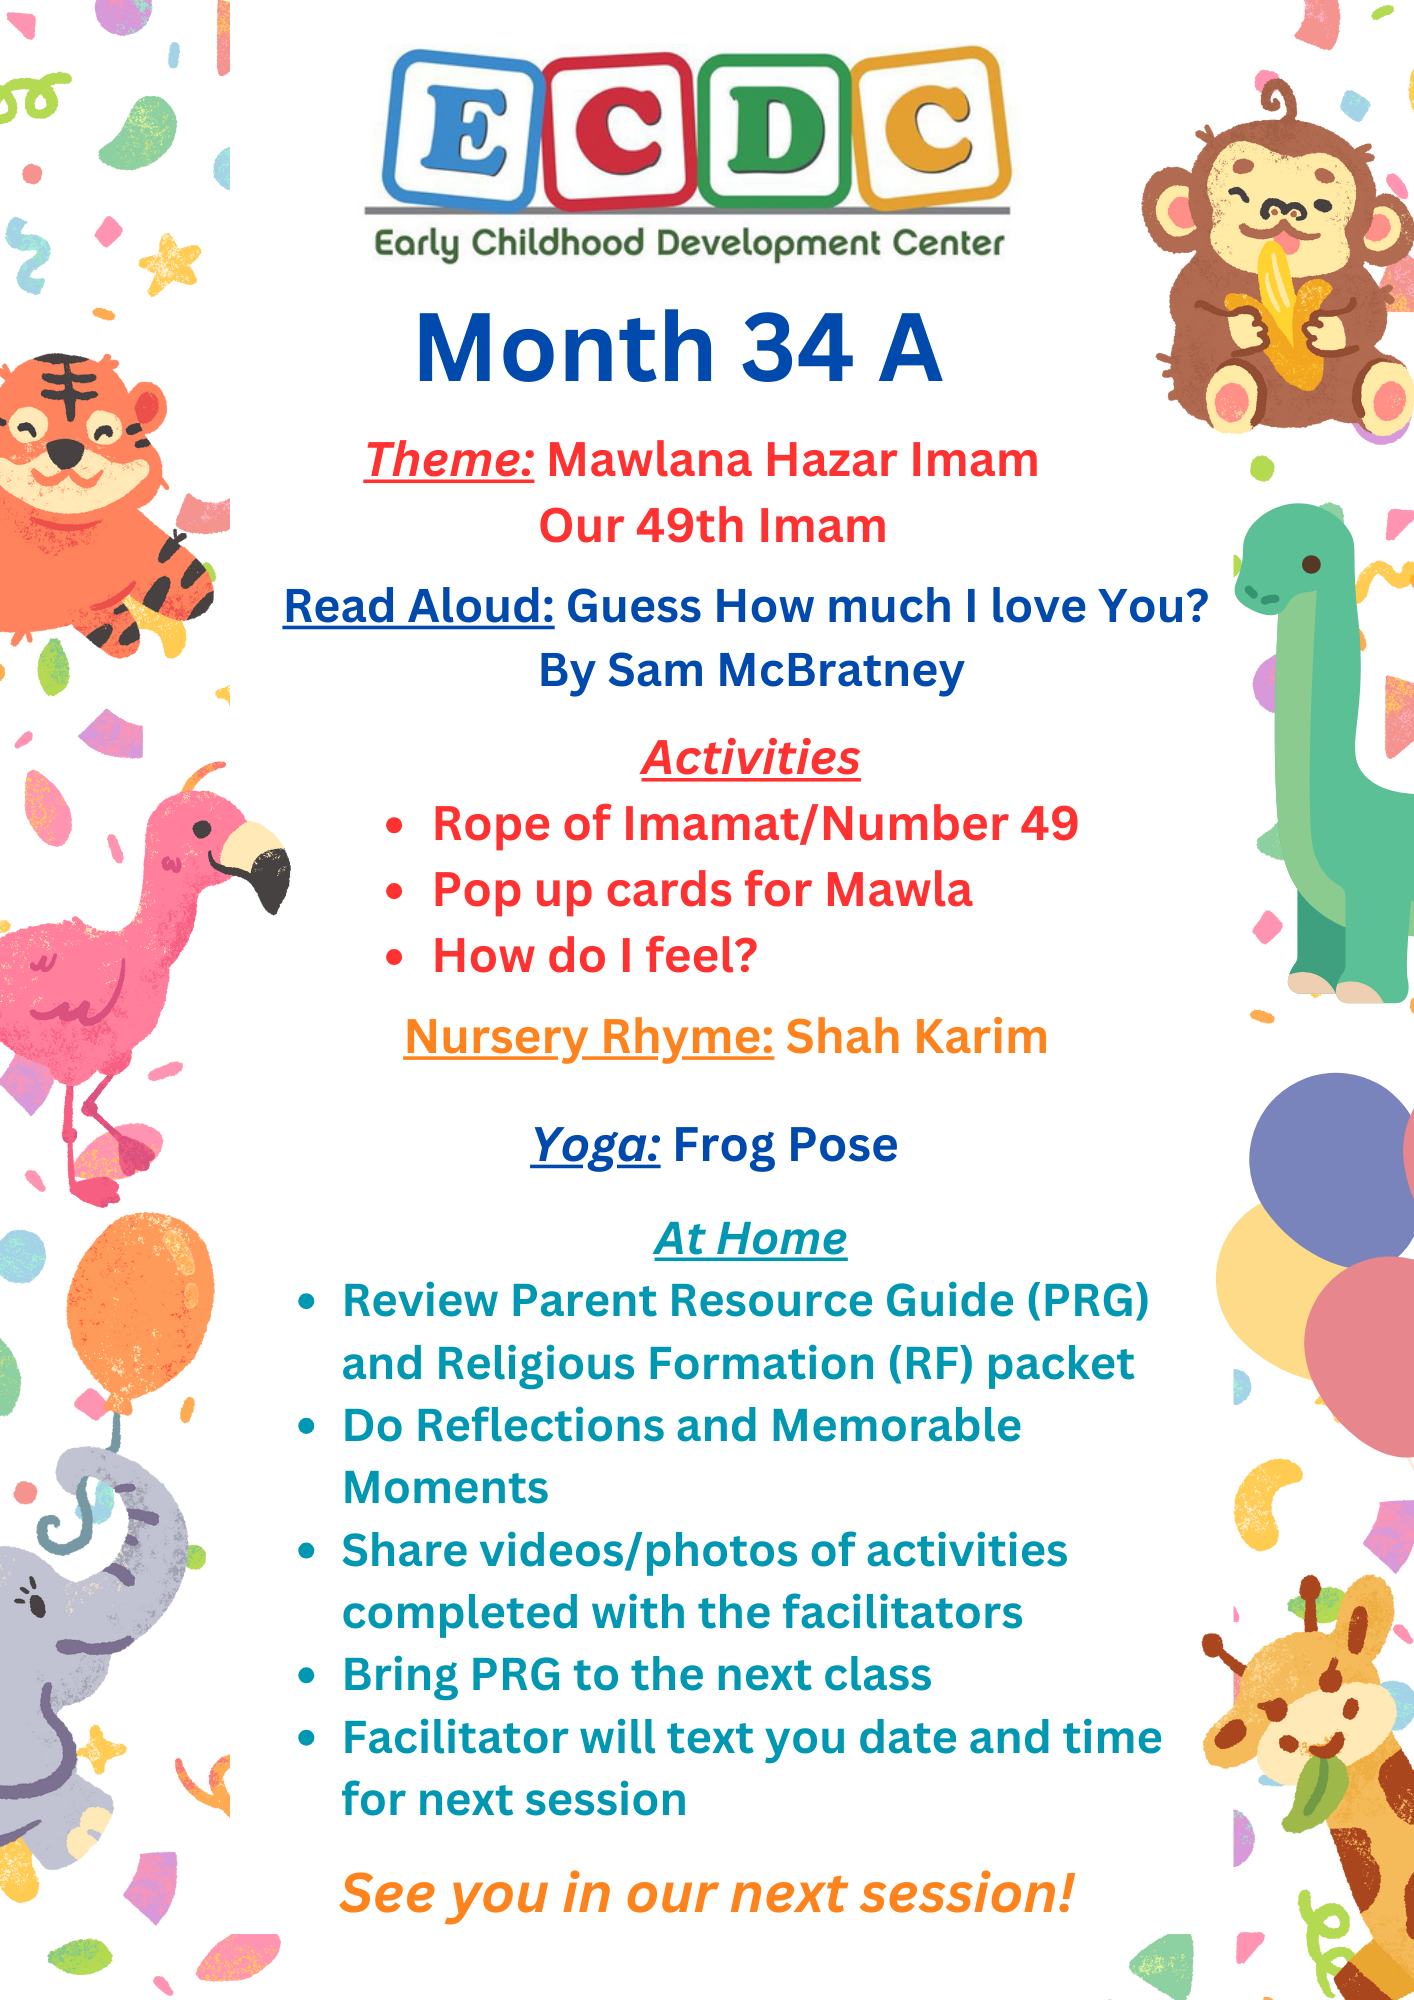 E C D C
Early Childhood Development Center
Month 34 A
Theme: Mawlana Hazar Imam
Our 49th Imam
Read Aloud: Guess How much I love You?
By Sam McBratney
Activities
• Rope of Imamat/Number 49
• Pop up cards for Mawla
• How do I feel?
Nursery Rhyme: Shah Karim
Yoga: Frog Pose
At Home
• Review Parent Resource Guide (PRG)
and Religious Formation (RF) packet
• Do Reflections and Memorable
Moments
• Share videos/photos of activities
completed with the facilitators
• Bring PRG to the next class
• Facilitator will text you date and time
for next session
See you in our next session!